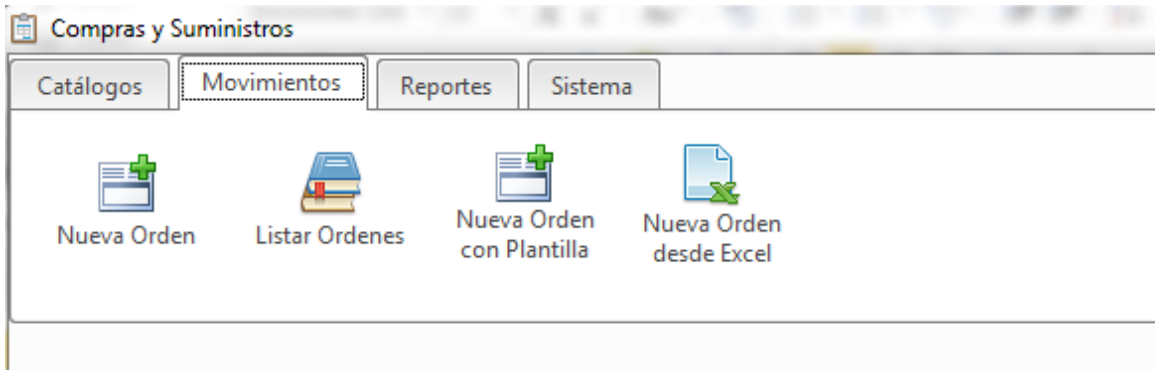 Compras y Suministros
Catálogos Movimientos Reportes Sistema
Nueva Orden Listar Ordenes Nueva Orden con Plantilla Nueva Orden desde Excel